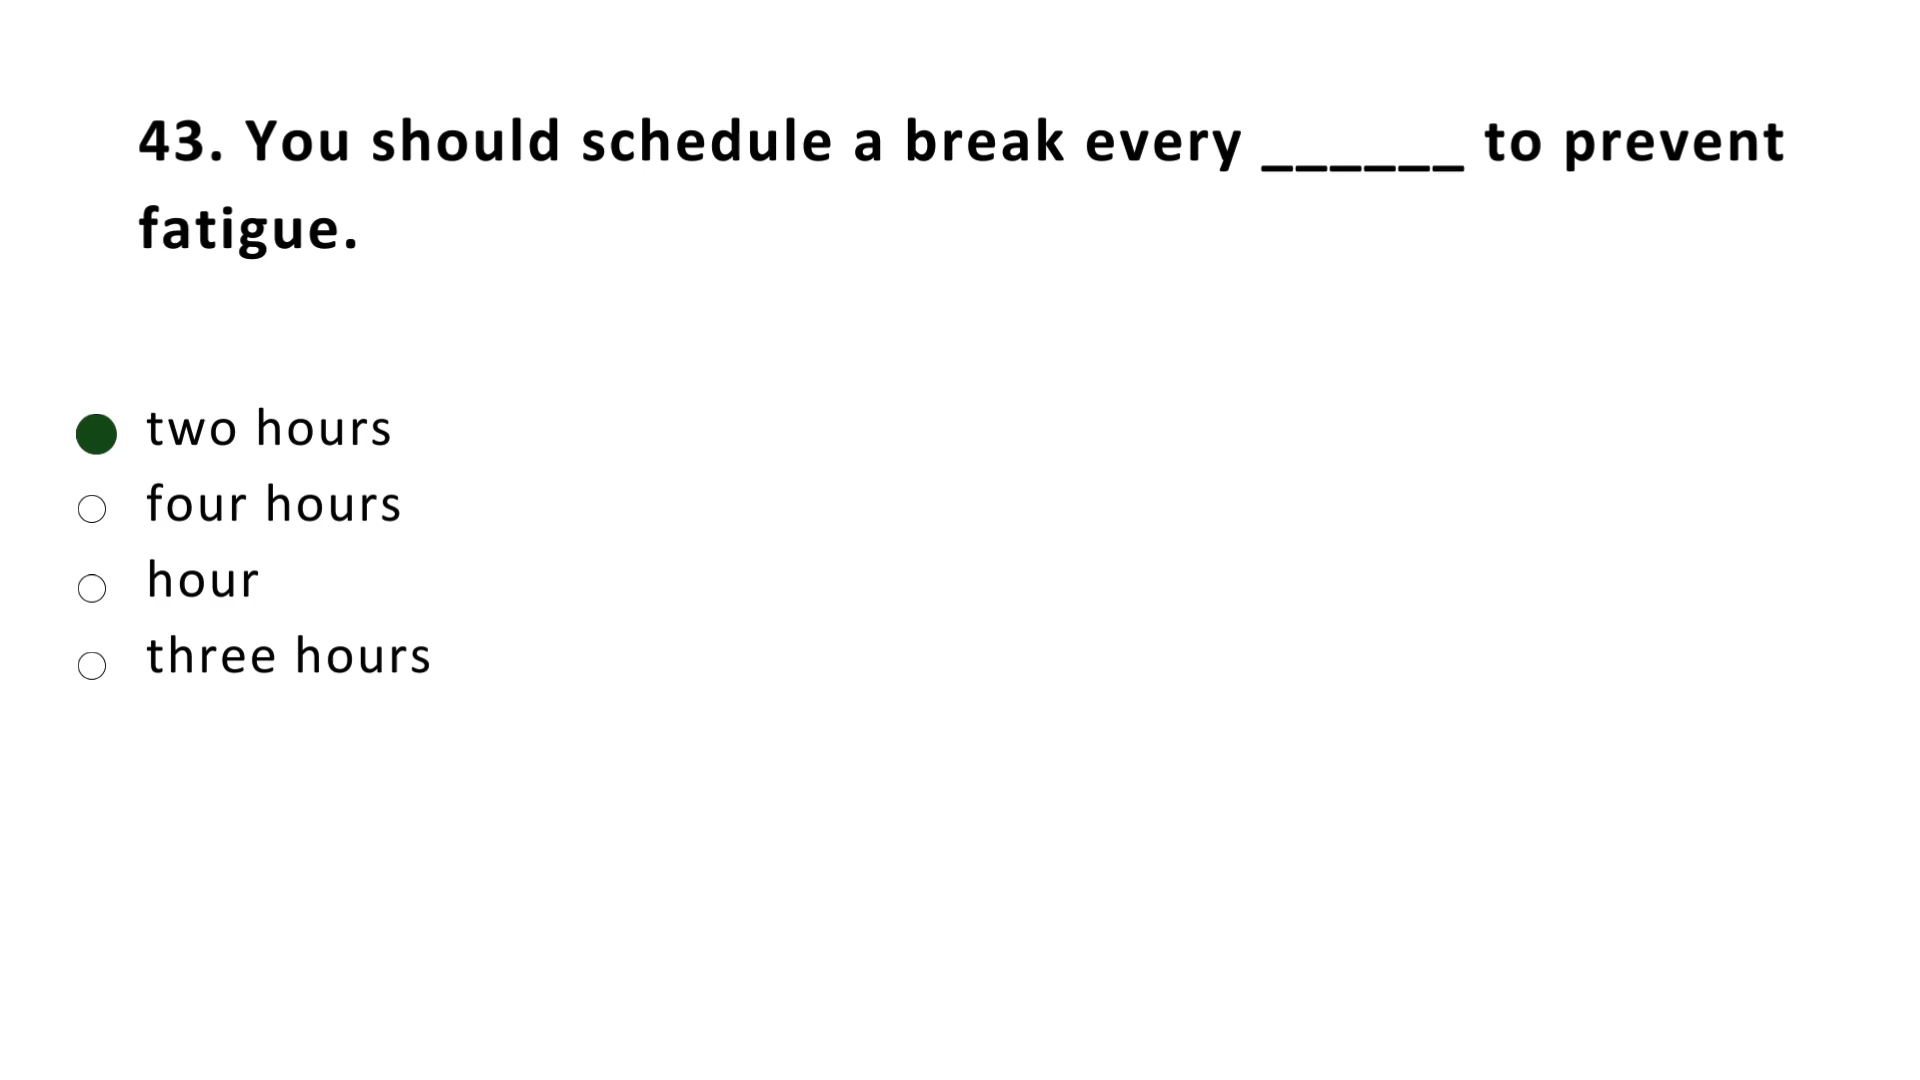 43. You should schedule a break every ______ to prevent
fatigue.
two hours
four hours
hour
three hours